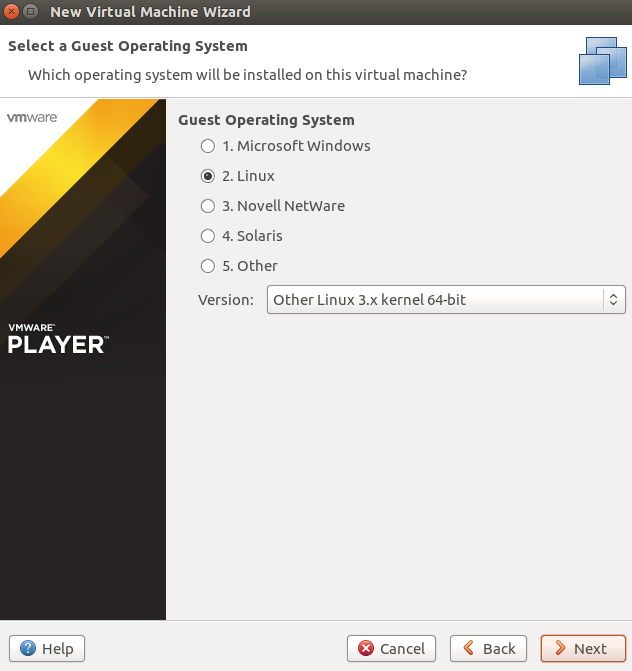 New Virtual Machine Wizard
Select a Guest Operating System
Which operating system will be installed on this virtual machine?
vmware
VMWARE™
PLAYER™
Guest Operating System
1. Microsoft Windows
2. Linux
3. Novell NetWare
4. Solaris
5. Other
Version: Other Linux 3.x kernel 64-bit
Help Cancel Back Next